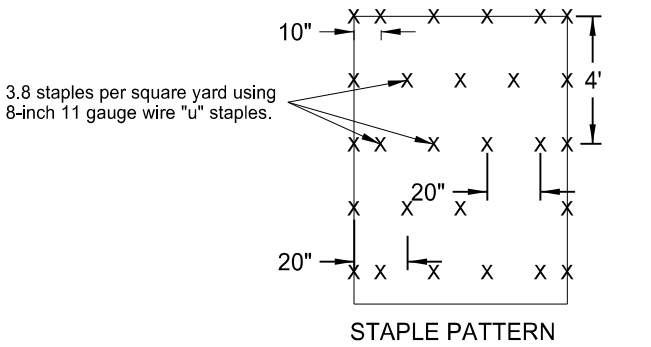 X X X X X X
10"
4'
3.8 staples per square yard using
8-inch 11 gauge wire "u" staples.
X X X X X
X X X X X X
20"
X X X X
20"
X X X X X X
STAPLE PATTERN